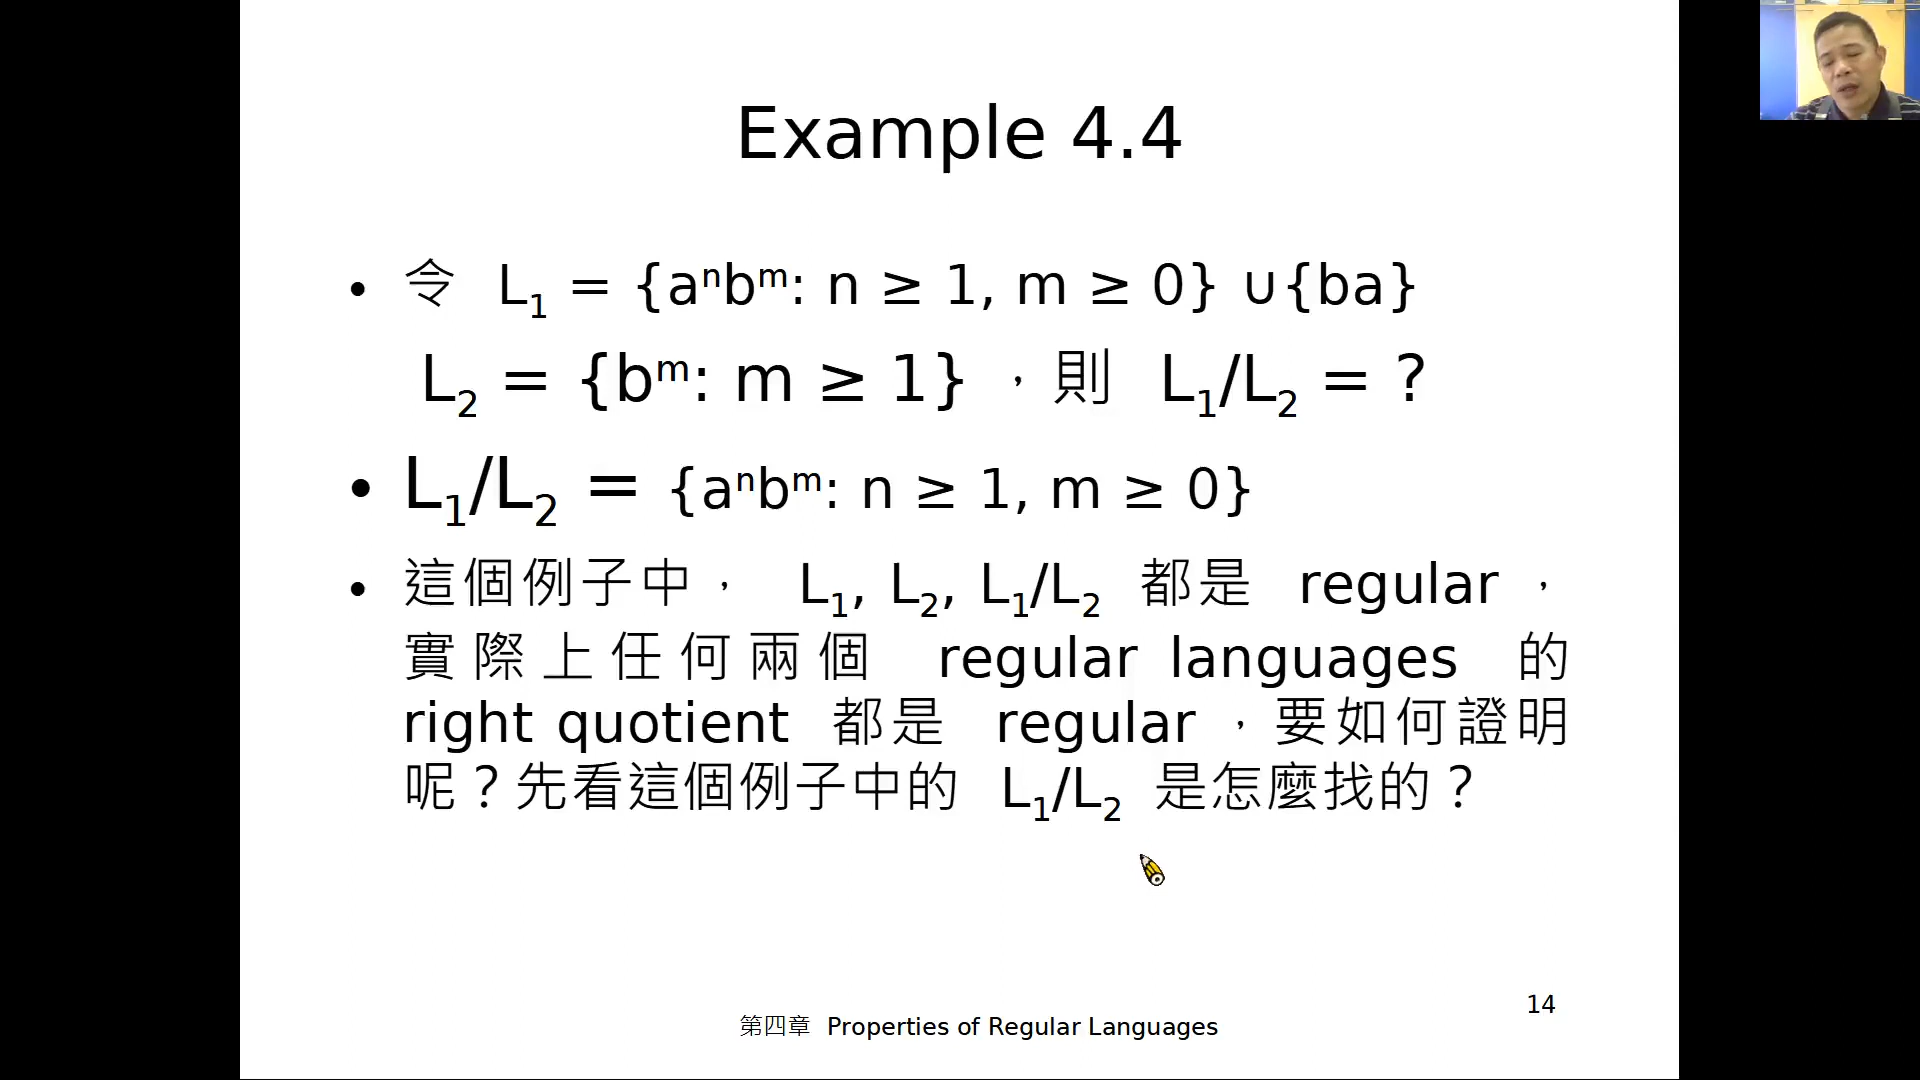 Example 4.4
• 令 L₁ = {aⁿbᵐ: n ≥ 1, m ≥ 0} ∪{ba}
L₂ = {bᵐ: m ≥ 1} ，則 L₁/L₂ = ?
• L₁/L₂ = {aⁿbᵐ: n ≥ 1, m ≥ 0}
• 這個例子中， L₁, L₂, L₁/L₂ 都是 regular ，
實際上任何兩個 regular languages 的
right quotient 都是 regular ，要如何證明
呢？先看這個例子中的 L₁/L₂ 是怎麼找的？
14
第四章 Properties of Regular Languages